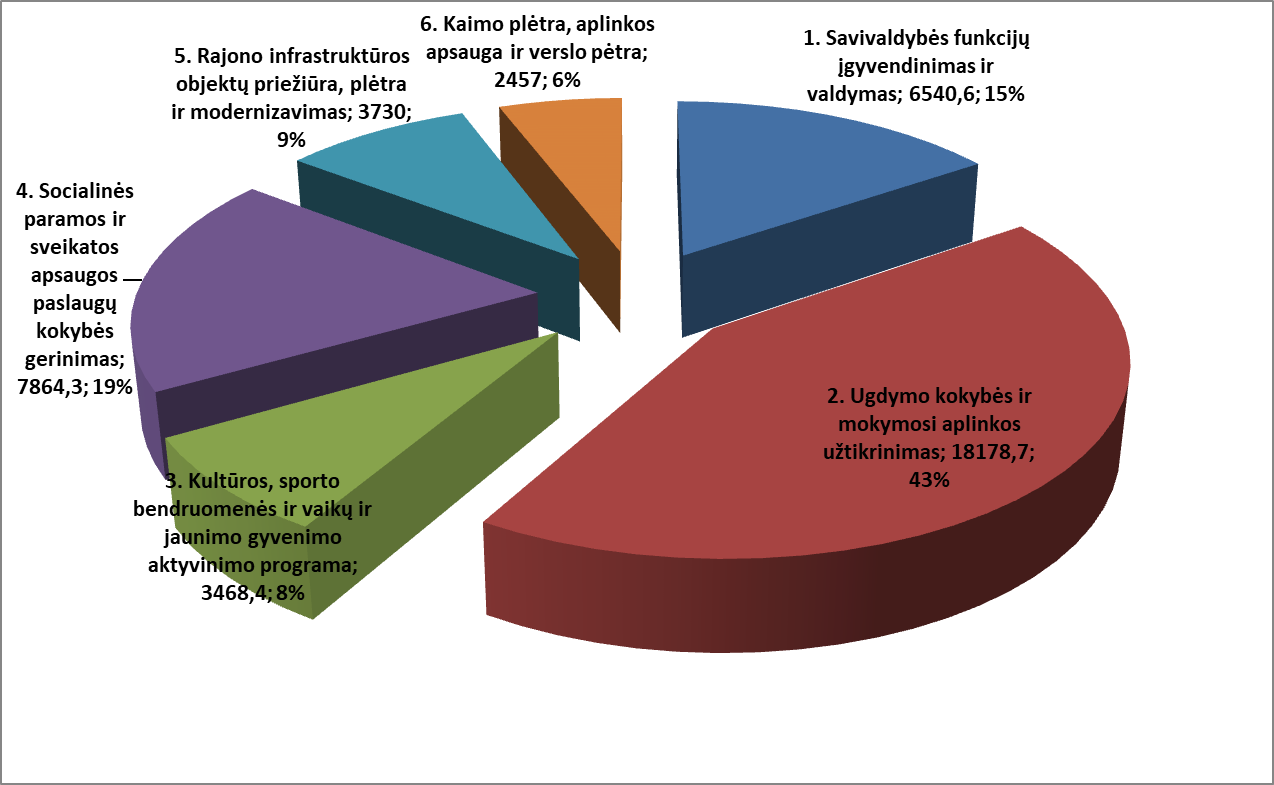 1. Savivaldybės funkcijų
įgyvendinimas ir
valdymas; 6540,6; 15%
2. Ugdymo kokybės ir
mokymosi aplinkos
užtikrinimas; 18178,7;
43%
3. Kultūros, sporto
bendruomenės ir vaikų ir
jaunimo gyvenimo
aktyvinimo programa;
3468,4; 8%
4. Socialinės
paramos ir
sveikatos
apsaugos
paslaugų
kokybės
gerinimas;
7864,3; 19%
5. Rajono infrastruktūros
objektų priežiūra, plėtra
ir modernizavimas; 3730;
9%
6. Kaimo plėtra, aplinkos
apsauga ir verslo pėtra;
2457; 6%